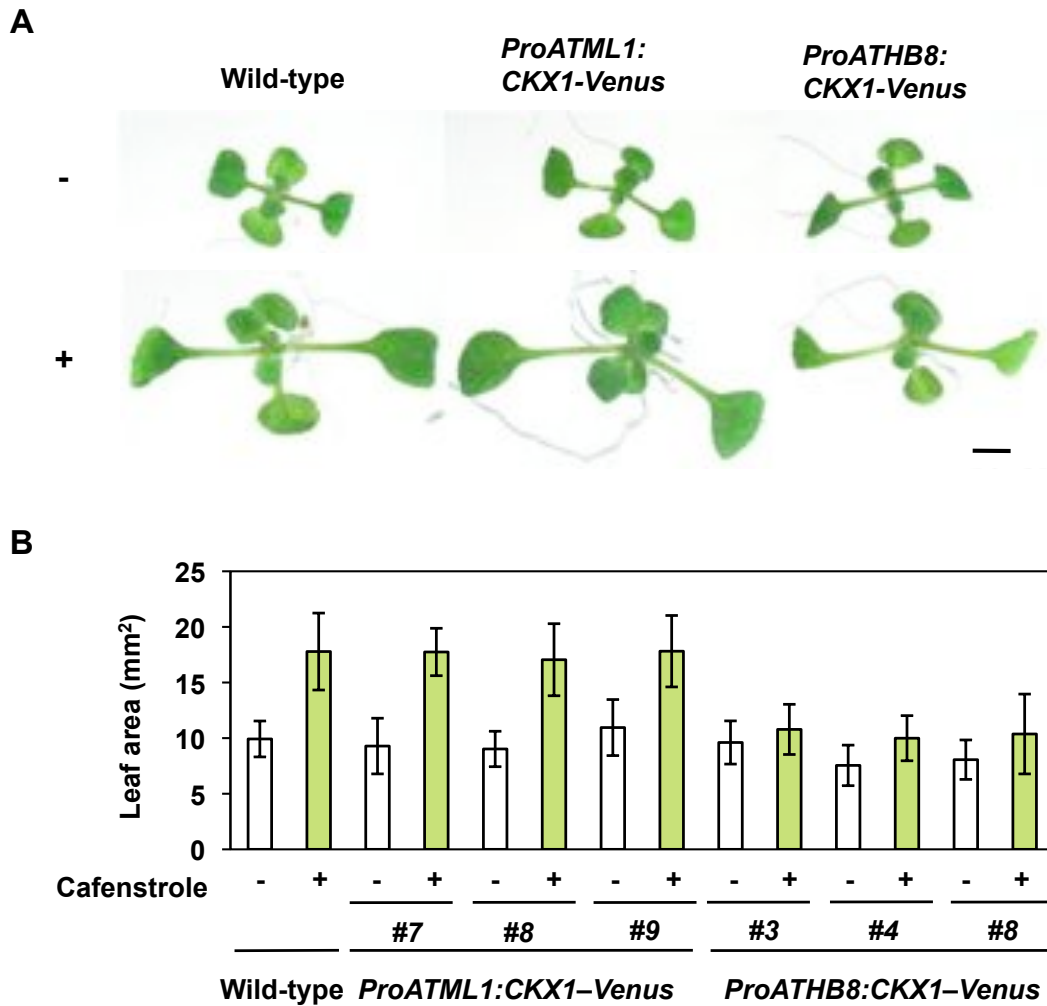 A
Wild-type
ProATML1:
CKX1-Venus
ProATHB8:
CKX1-Venus
-
+
B
Leaf area (mm²)
25
20
15
10
5
0
Cafenstrole - + - + - + - + - + - + - +
#7 #8 #9 #3 #4 #8
Wild-type ProATML1:CKX1–Venus ProATHB8:CKX1–Venus